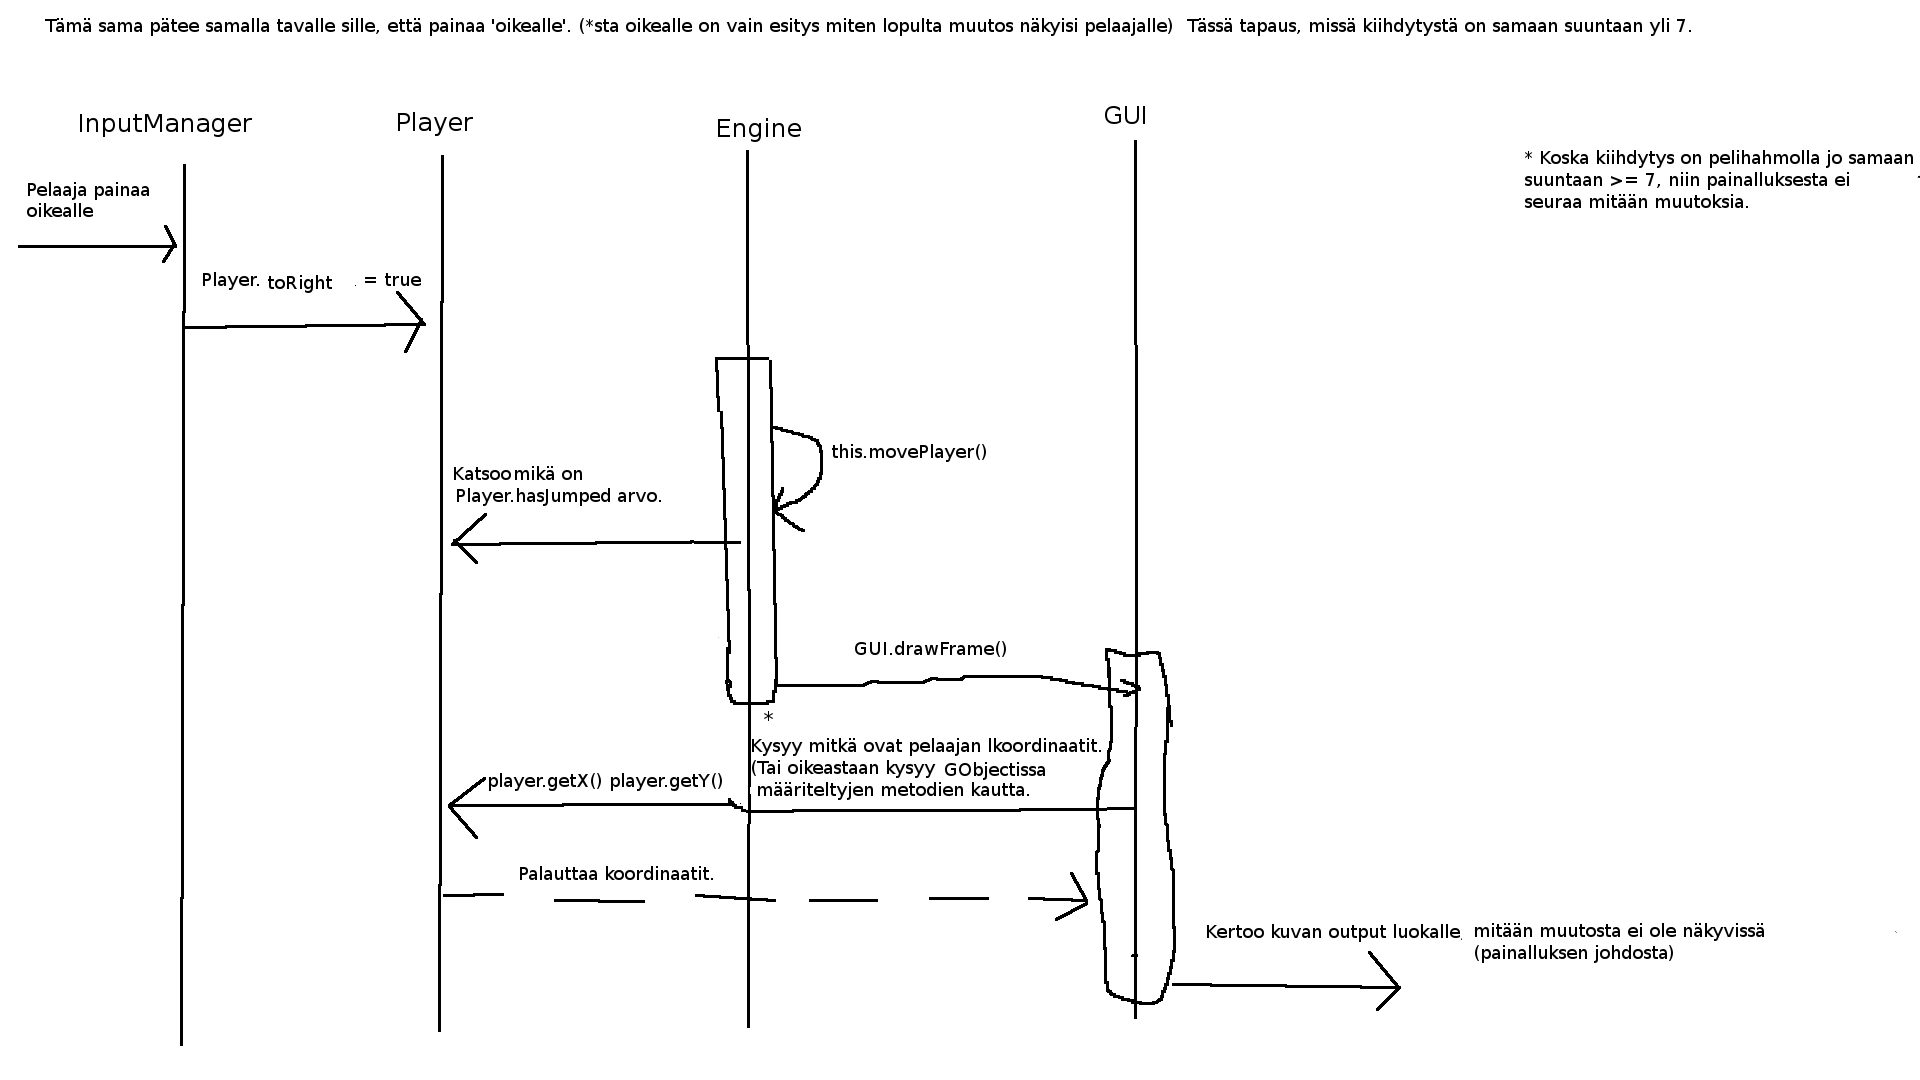 Tämä sama pätee samalla tavalle sille, että painaa 'oikealle'. (*sta oikealle on vain esitys miten lopulta muutos näkyisi pelaajalle)  Tässä tapaus, missä kiihdytystä on samaan suuntaan yli 7.
InputManager
Player
Engine
GUI
* Koska kiihdytys on pelihahmolla jo samaan
suuntaan >= 7, niin painalluksesta ei
seuraa mitään muutoksia.
Pelaaja painaa
oikealle
Player. toRight = true
this.movePlayer()
Katsoo mikä on
Player.hasJumped arvo.
GUI.drawFrame()
*
Kysyy mitkä ovat pelaajan lkoordinaatit.
(Tai oikeastaan kysyy GObjectissa
määriteltyjen metodien kautta.
player.getX() player.getY()
Palauttaa koordinaatit.
Kertoo kuvan output luokalle mitään muutosta ei ole näkyvissä
(painalluksen johdosta)